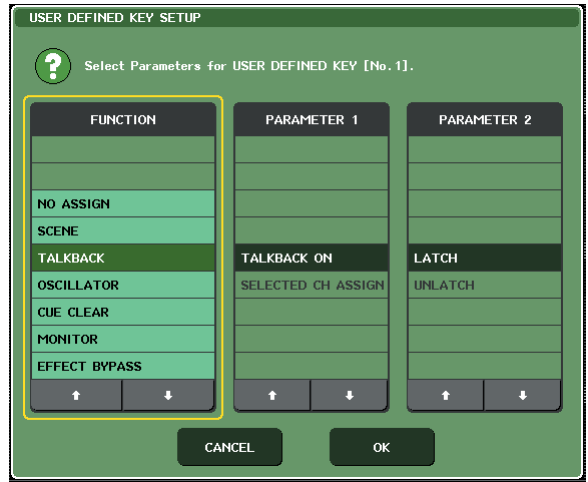 USER DEFINED KEY SETUP
?
Select Parameters for USER DEFINED KEY [No.1].
FUNCTION
NO ASSIGN
SCENE
TALKBACK
OSCILLATOR
CUE CLEAR
MONITOR
EFFECT BYPASS
PARAMETER 1
TALKBACK ON
SELECTED CH ASSIGN
PARAMETER 2
LATCH
UNLATCH
CANCEL
OK